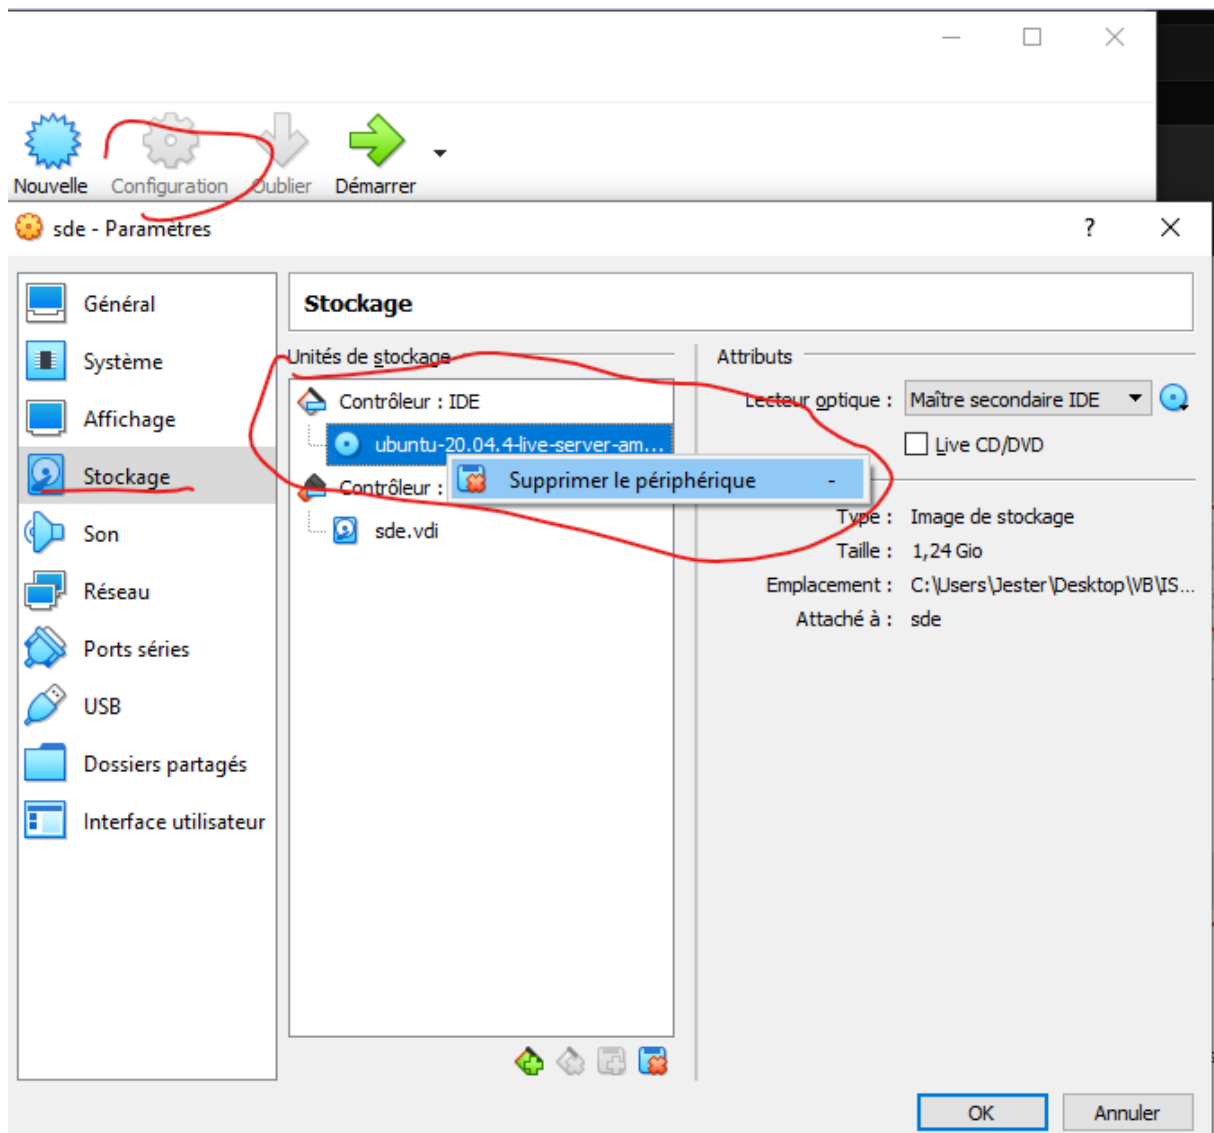 Nouvelle Configuration Oublier Démarrer
sde - Paramètres ?
Général
Système
Affichage
Stockage
Son
Réseau
Ports séries
USB
Dossiers partagés
Interface utilisateur
Stockage
Unités de stockage
Contrôleur : IDE
ubuntu-20.04.4-live-server-am...
Supprimer le périphérique -
Contrôleur :
sde.vdi
Attributs
Lecteur optique : Maître secondaire IDE
Live CD/DVD
Type : Image de stockage
Taille : 1,24 Gio
Emplacement : C:\Users\Jester\Desktop\VB\IS...
Attaché à : sde
OK Annuler